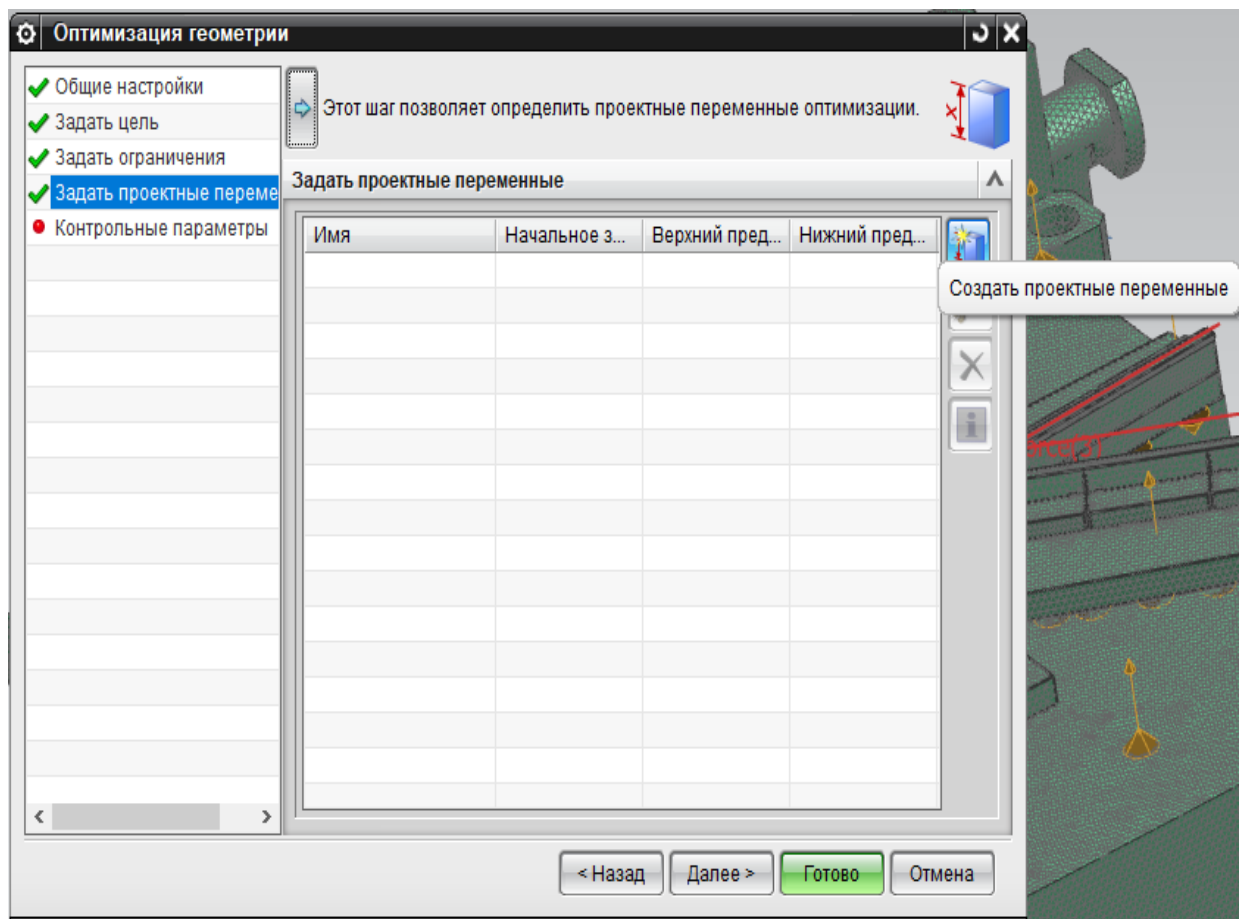 Оптимизация геометрии
Общие настройки
Задать цель
Задать ограничения
Задать проектные переме
Контрольные параметры
Этот шаг позволяет определить проектные переменные оптимизации.
Задать проектные переменные
Имя
Начальное з...
Верхний пред...
Нижний пред...
Создать проектные переменные
< Назад
Далее >
Готово
Отмена